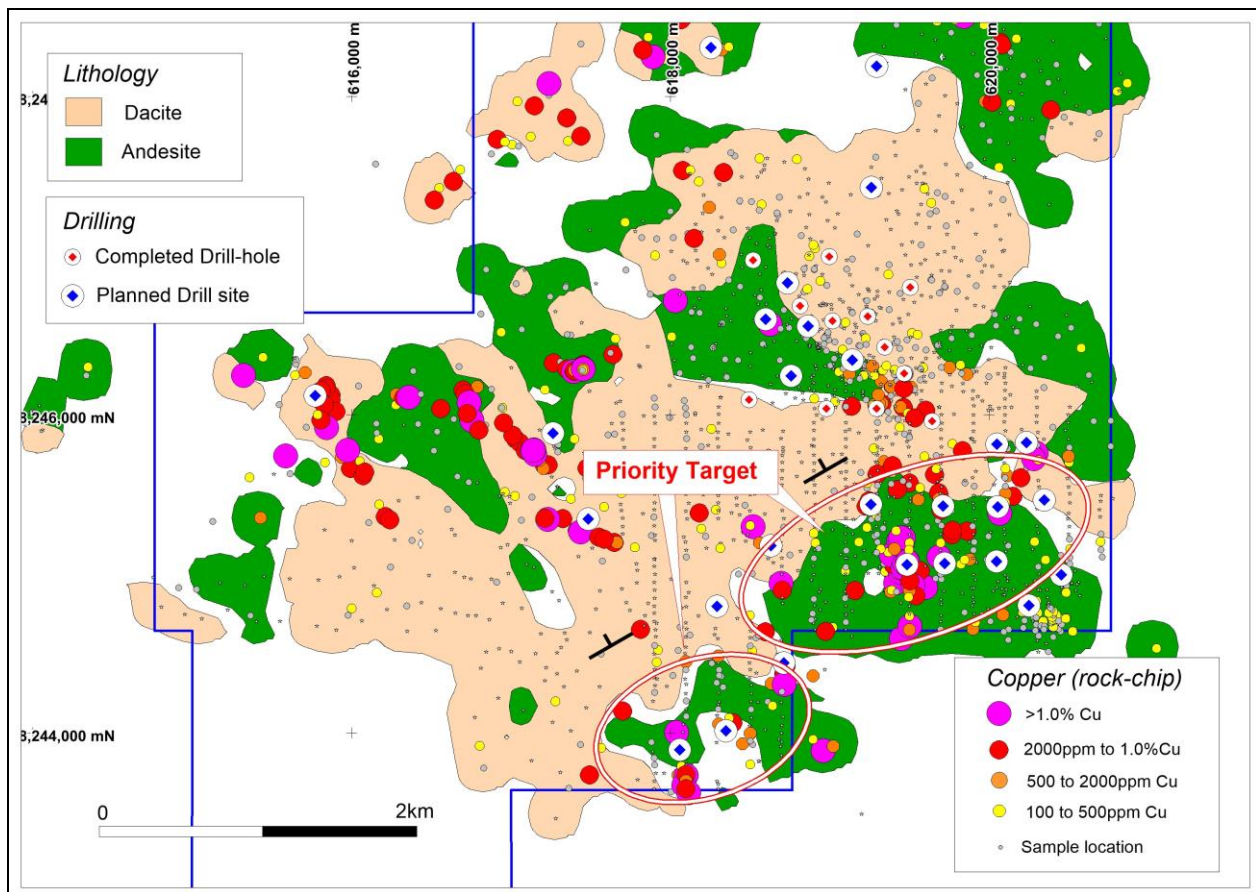 616,000 m
618,000 m
620,000 m
Lithology
Dacite
Andesite
Drilling
Completed Drill-hole
Planned Drill site
3,246,000 mN
Priority Target
3,244,000 mN
0
2km
Copper (rock-chip)
>1.0% Cu
2000ppm to 1.0%Cu
500 to 2000ppm Cu
100 to 500ppm Cu
Sample location